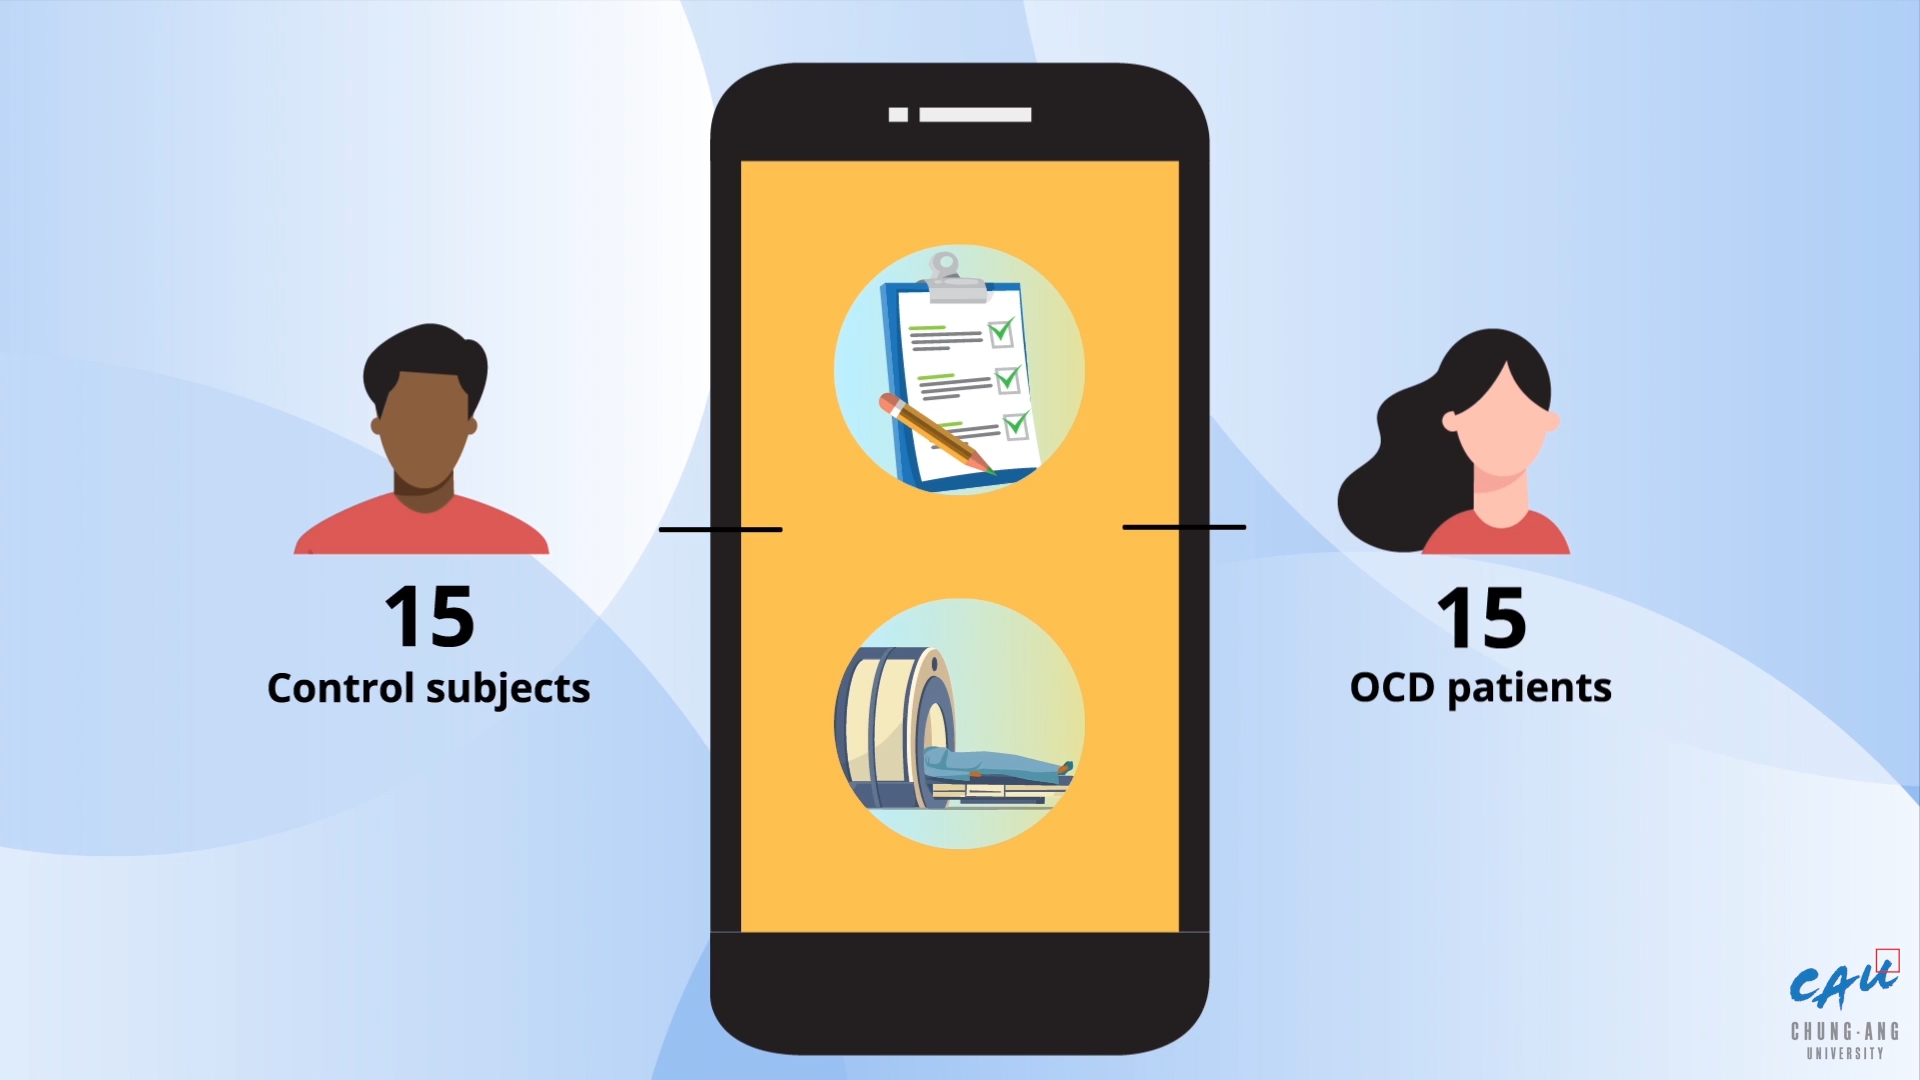 15
Control subjects
15
OCD patients
CAU
CHUNG-ANG
UNIVERSITY